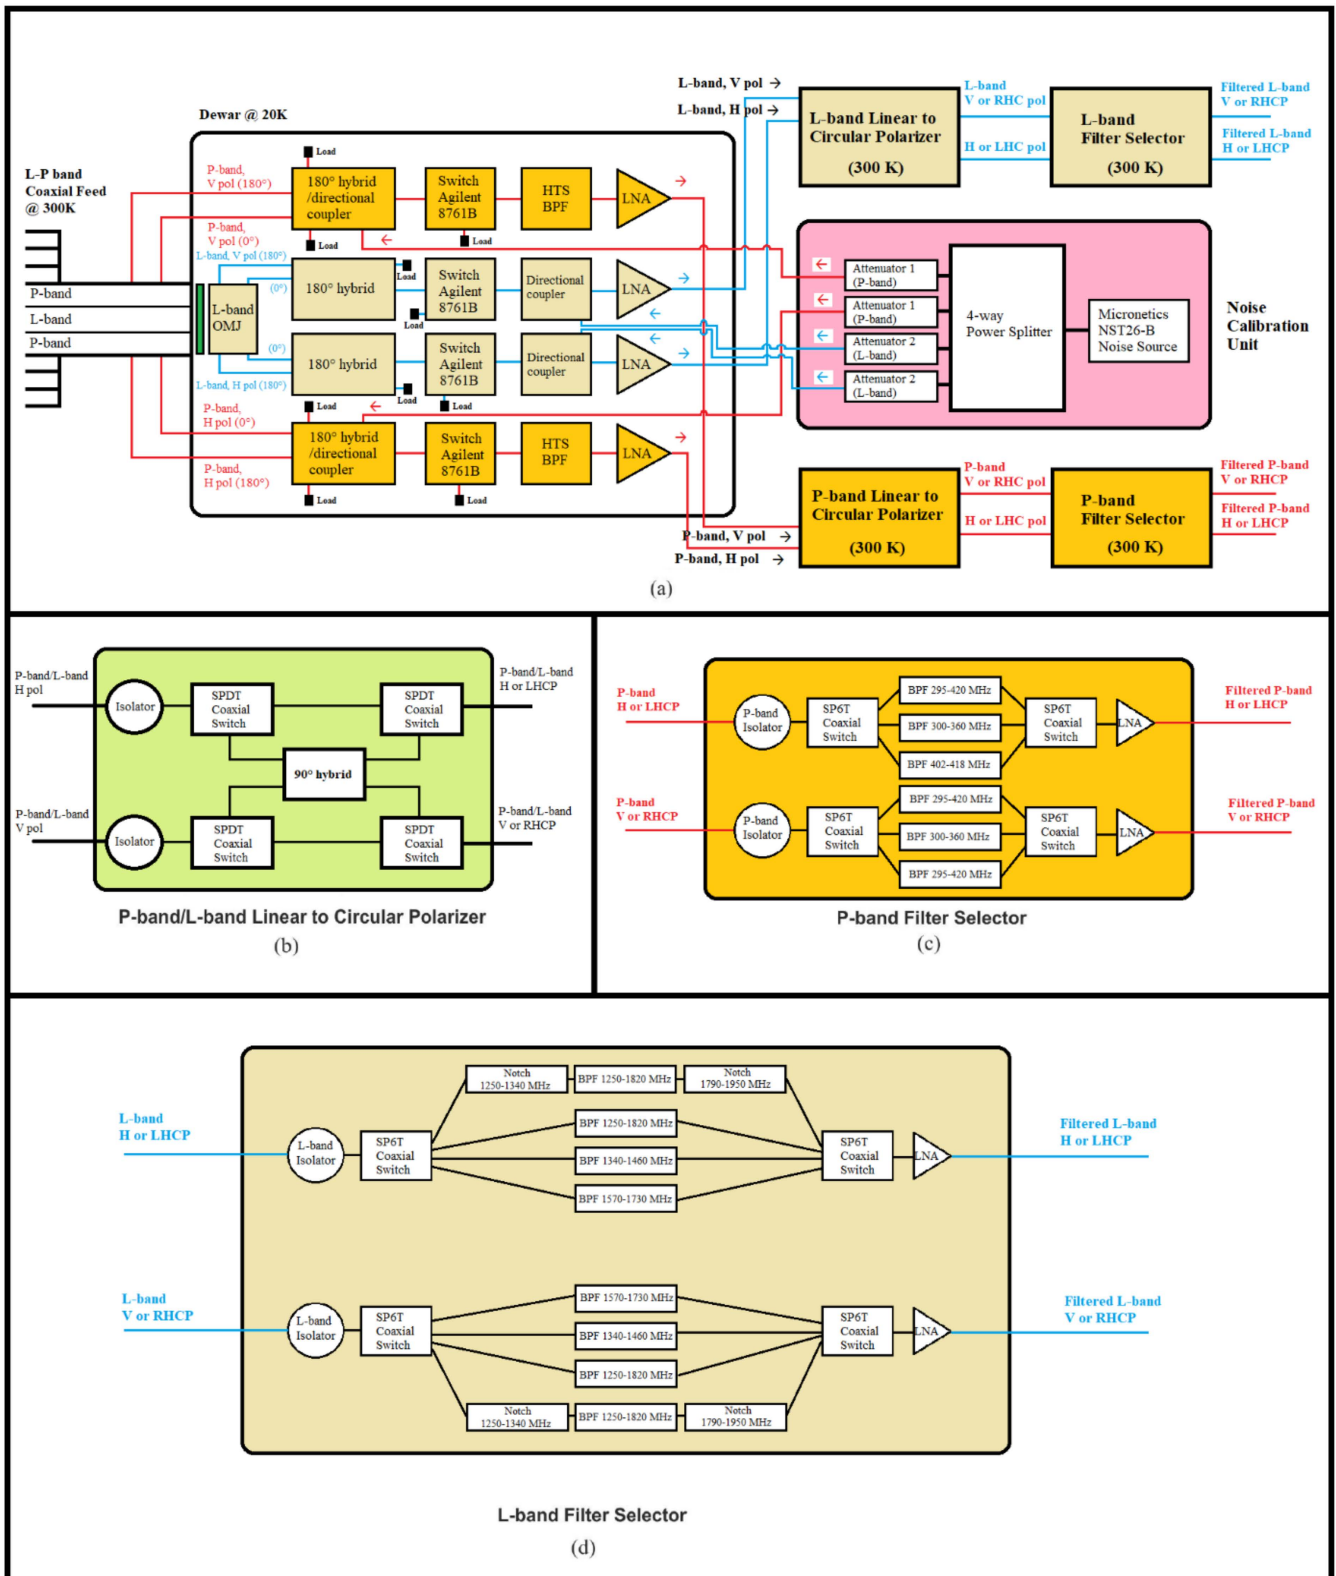 L-band, V pol →
L-band, H pol →
Dewar @ 20K
L-P band
Coaxial Feed
@ 300K
P-band
L-band
P-band
P-band,
V pol (180°)
P-band,
V pol (0°)
L-band, V pol (180°)
(0°)
L-band
OMJ
(0°)
L-band, H pol (180°)
P-band,
H pol (0°)
P-band,
H pol (180°)
Load
180° hybrid
/directional
coupler
Load
Switch
Agilent
8761B
Load
HTS
BPF
LNA
→
←
180° hybrid
Load
Switch
Agilent
8761B
Load
Directional
coupler
LNA
→
←
180° hybrid
Load
Switch
Agilent
8761B
Load
Directional
coupler
LNA
→
←
Load
←
180° hybrid
/directional
coupler
Load
Switch
Agilent
8761B
Load
HTS
BPF
LNA
→
L-band Linear to
Circular Polarizer
(300 K)
L-band
V or RHC pol
H or LHC pol
L-band
Filter Selector
(300 K)
Filtered L-band
V or RHCP
Filtered L-band
H or LHCP
←
Attenuator 1
(P-band)
←
Attenuator 1
(P-band)
←
Attenuator 2
(L-band)
←
Attenuator 2
(L-band)
4-way
Power Splitter
Micronetics
NST26-B
Noise Source
Noise
Calibration
Unit
P-band Linear to
Circular Polarizer
(300 K)
P-band, V pol →
P-band, H pol →
P-band
V or RHC pol
H or LHC pol
P-band
Filter Selector
(300 K)
Filtered P-band
V or RHCP
Filtered P-band
H or LHCP
(a)
P-band/L-band
H pol
Isolator
SPDT
Coaxial
Switch
SPDT
Coaxial
Switch
P-band/L-band
H or LHCP
90° hybrid
P-band/L-band
V pol
Isolator
SPDT
Coaxial
Switch
SPDT
Coaxial
Switch
P-band/L-band
V or RHCP
P-band/L-band Linear to Circular Polarizer
(b)
P-band
H or LHCP
P-band
Isolator
SP6T
Coaxial
Switch
BPF 295-420 MHz
BPF 300-360 MHz
BPF 402-418 MHz
SP6T
Coaxial
Switch
LNA
Filtered P-band
H or LHCP
P-band
V or RHCP
P-band
Isolator
SP6T
Coaxial
Switch
BPF 295-420 MHz
BPF 300-360 MHz
BPF 295-420 MHz
SP6T
Coaxial
Switch
LNA
Filtered P-band
V or RHCP
P-band Filter Selector
(c)
L-band
H or LHCP
L-band
Isolator
SP6T
Coaxial
Switch
Notch
1250-1340 MHz
BPF 1250-1820 MHz
Notch
1790-1950 MHz
BPF 1250-1820 MHz
BPF 1340-1460 MHz
BPF 1570-1730 MHz
SP6T
Coaxial
Switch
LNA
Filtered L-band
H or LHCP
L-band
V or RHCP
L-band
Isolator
SP6T
Coaxial
Switch
BPF 1570-1730 MHz
BPF 1340-1460 MHz
BPF 1250-1820 MHz
Notch
1250-1340 MHz
BPF 1250-1820 MHz
Notch
1790-1950 MHz
SP6T
Coaxial
Switch
LNA
Filtered L-band
V or RHCP
L-band Filter Selector
(d)